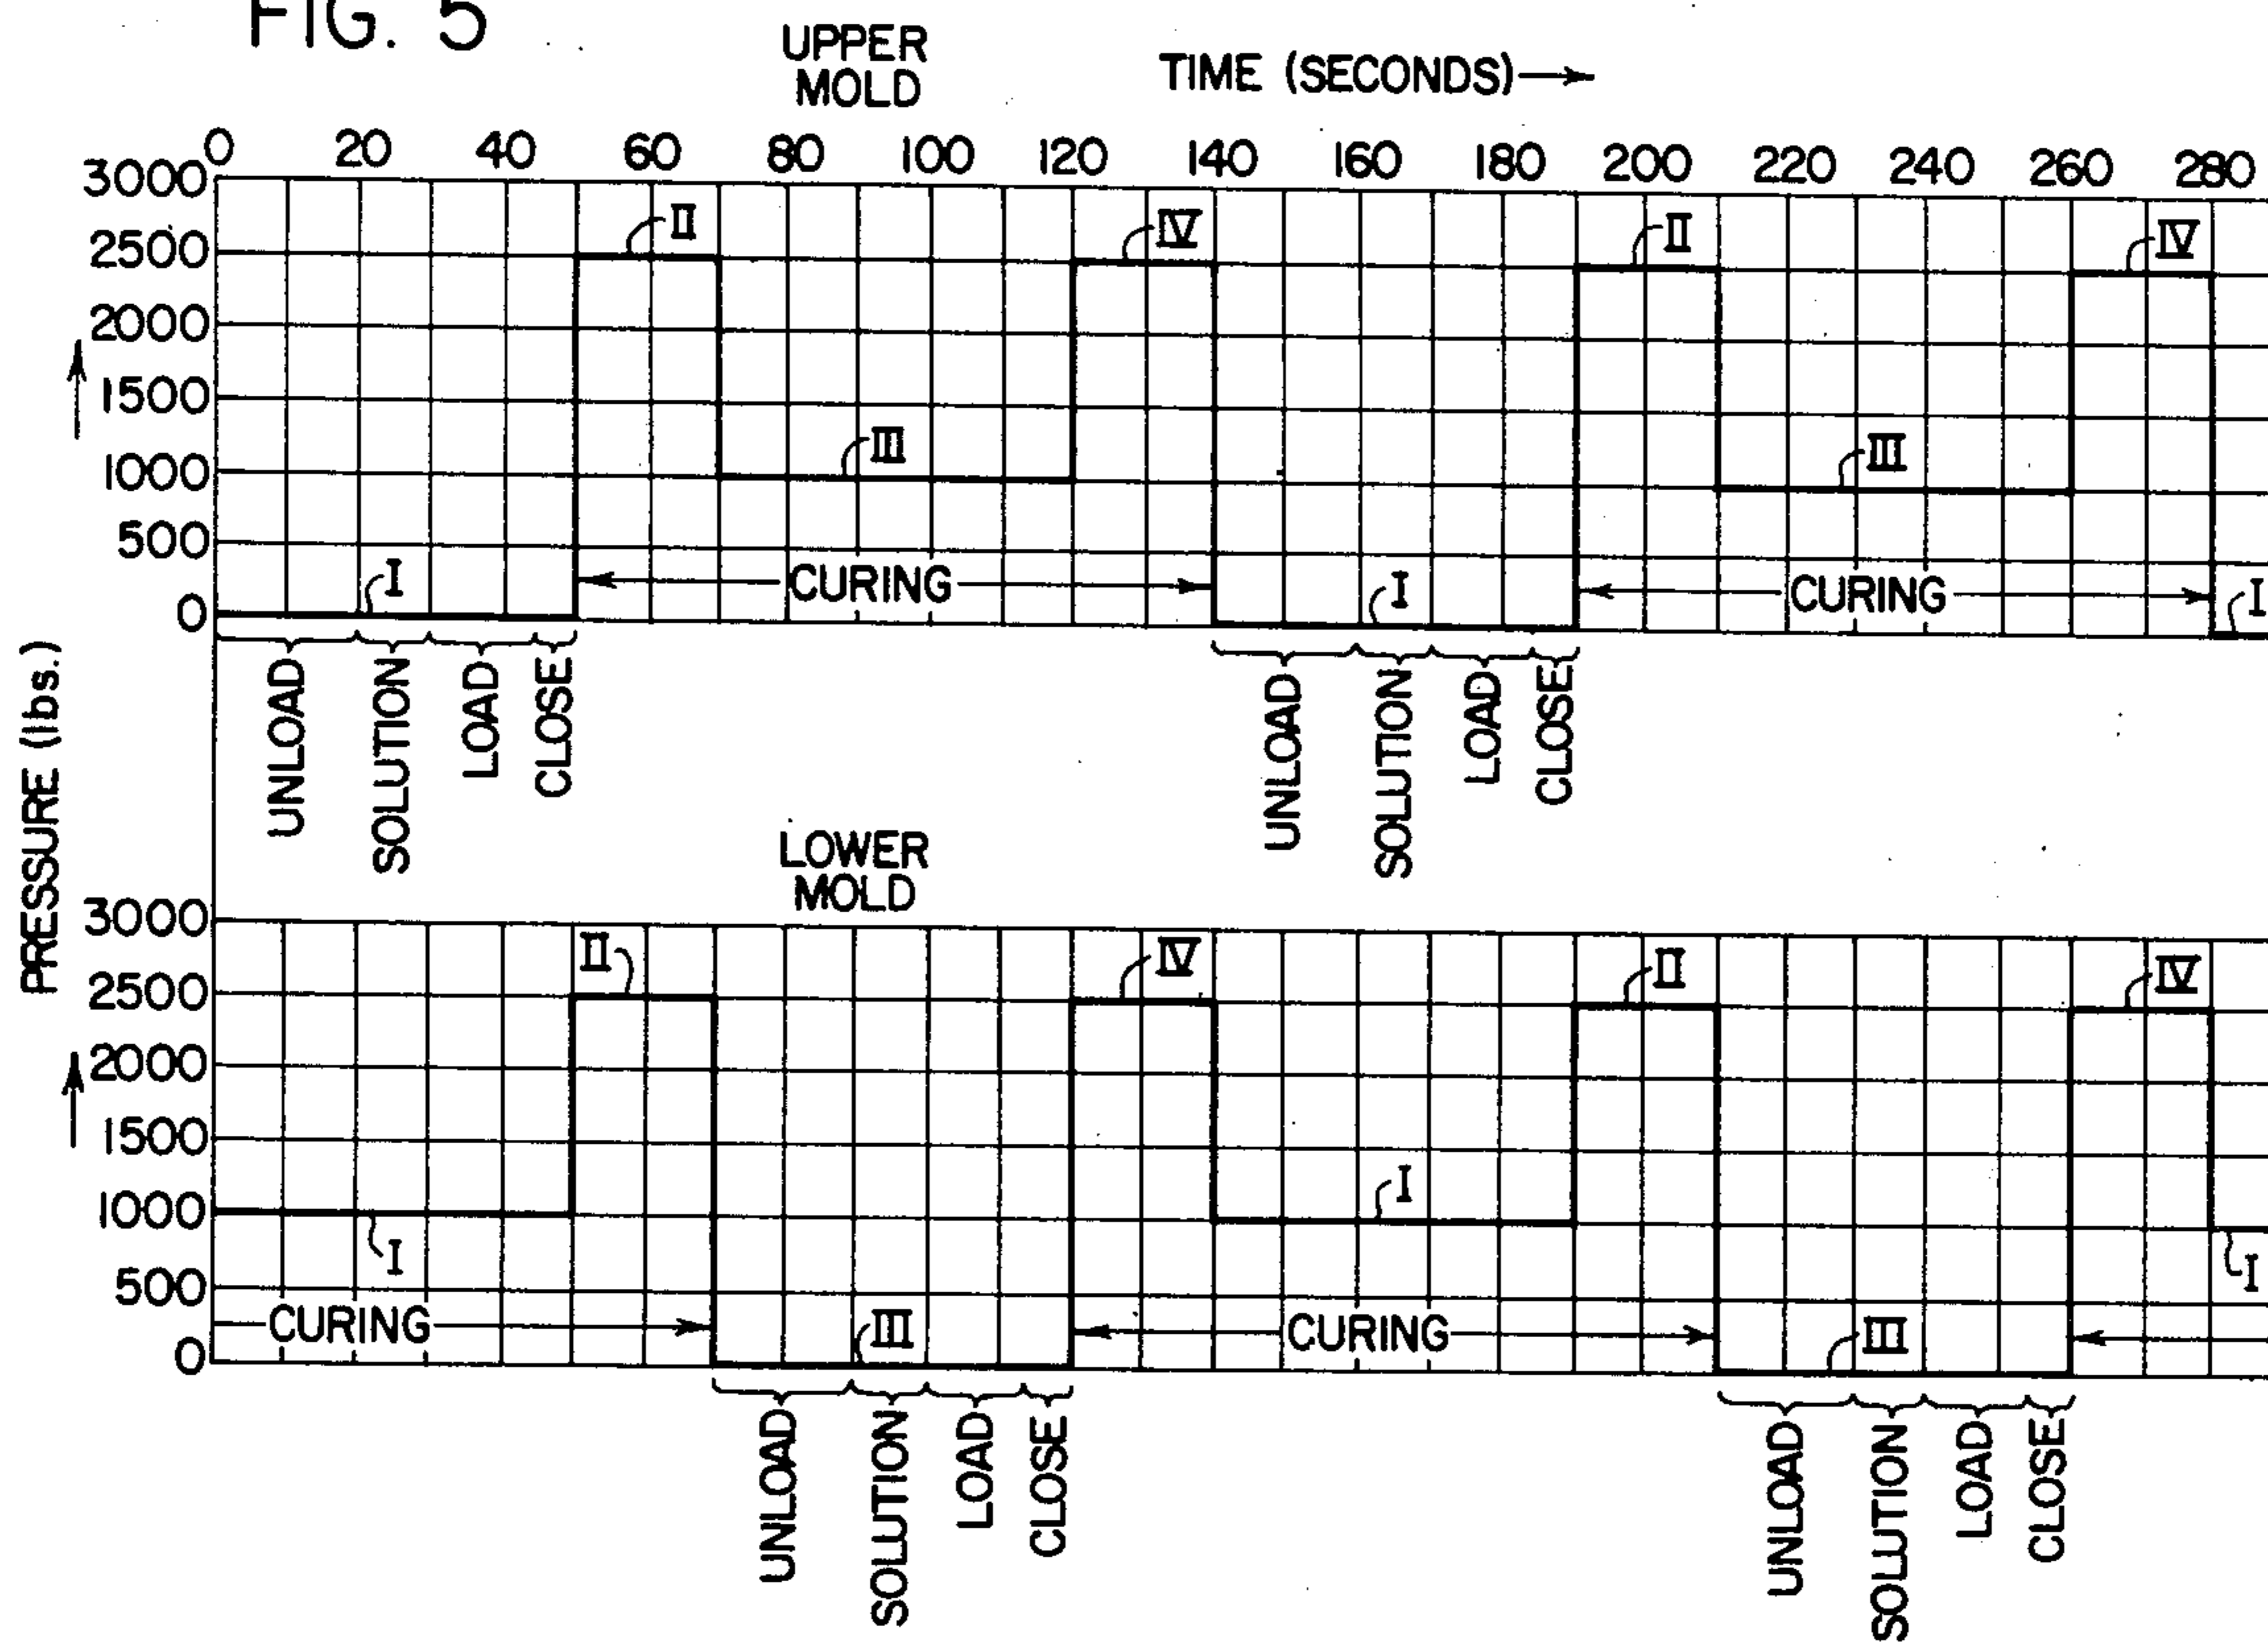 FIG. 5
UPPER
MOLD
TIME (SECONDS)
0 20 40 60 80 100 120 140 160 180 200 220 240 260 280
3000
2500
2000
1500
1000
500
0
II
IV
II
IV
III
III
I
CURING
I
CURING
I
UNLOAD
SOLUTION
LOAD
CLOSE
UNLOAD
SOLUTION
LOAD
CLOSE
PRESSURE (lbs.)
LOWER
MOLD
3000
2500
2000
1500
1000
500
0
II
IV
II
IV
I
I
I
CURING
III
CURING
III
UNLOAD
SOLUTION
LOAD
CLOSE
UNLOAD
SOLUTION
LOAD
CLOSE